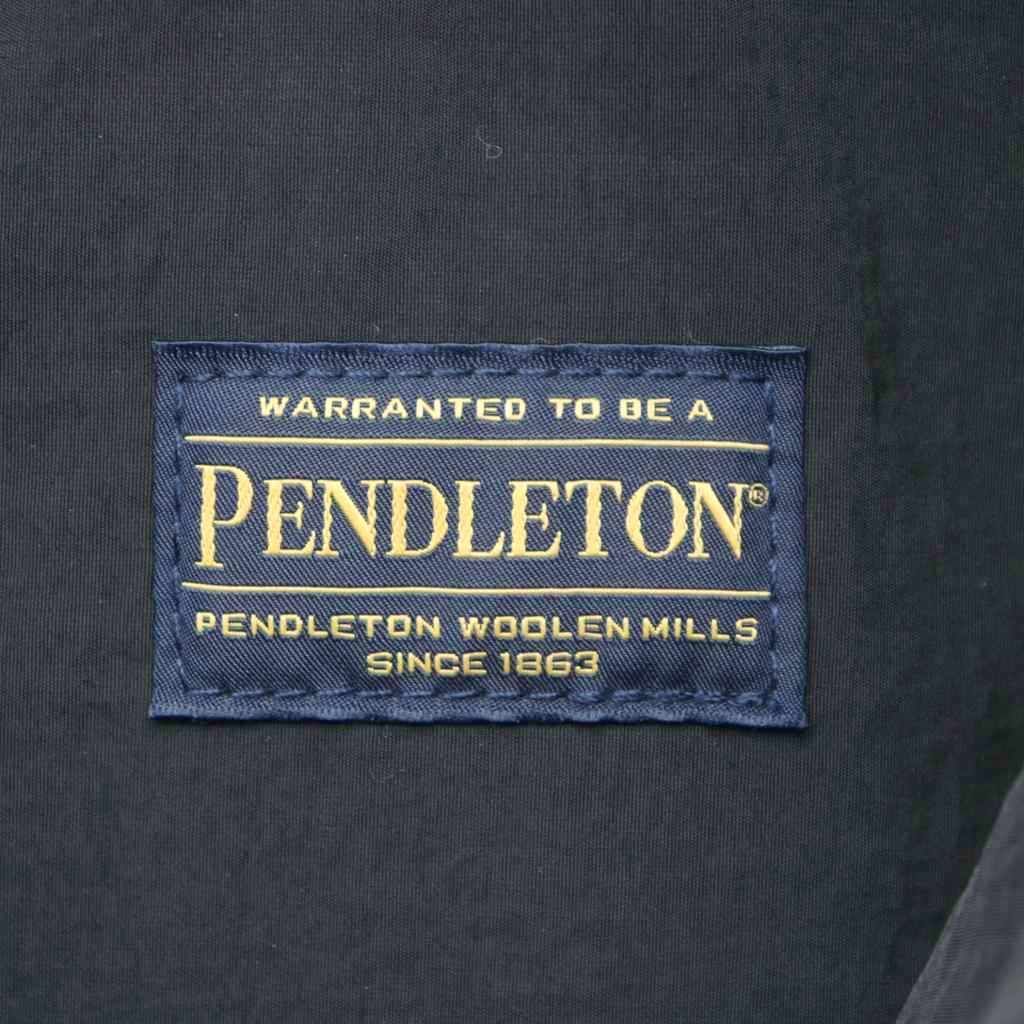 WARRANTED TO BE A
PENDLETON®
PENDLETON WOOLEN MILLS
SINCE 1863